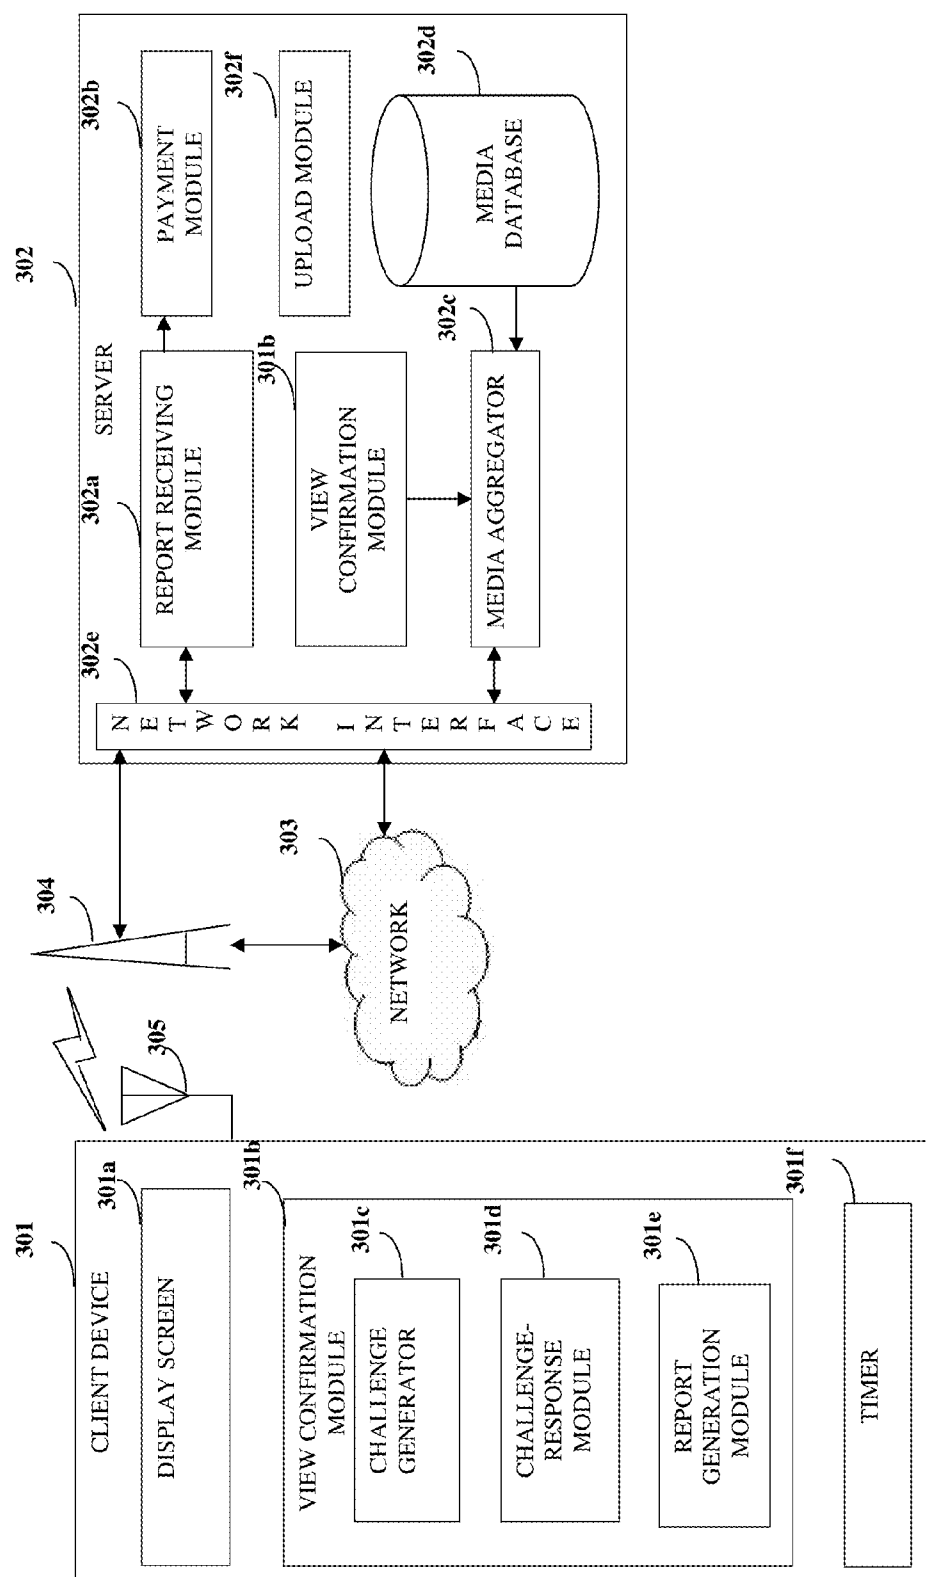 301
CLIENT DEVICE
301a
DISPLAY SCREEN
301b
VIEW CONFIRMATION
MODULE
301c
CHALLENGE
GENERATOR
301d
CHALLENGE-
RESPONSE
MODULE
301e
REPORT
GENERATION
MODULE
301f
TIMER
305
304
303
NETWORK
302
SERVER
302e
NETWORK INTERFACE
302a
REPORT RECEIVING
MODULE
302b
PAYMENT
MODULE
301b
VIEW
CONFIRMATION
MODULE
302f
UPLOAD MODULE
302c
MEDIA AGGREGATOR
302d
MEDIA
DATABASE